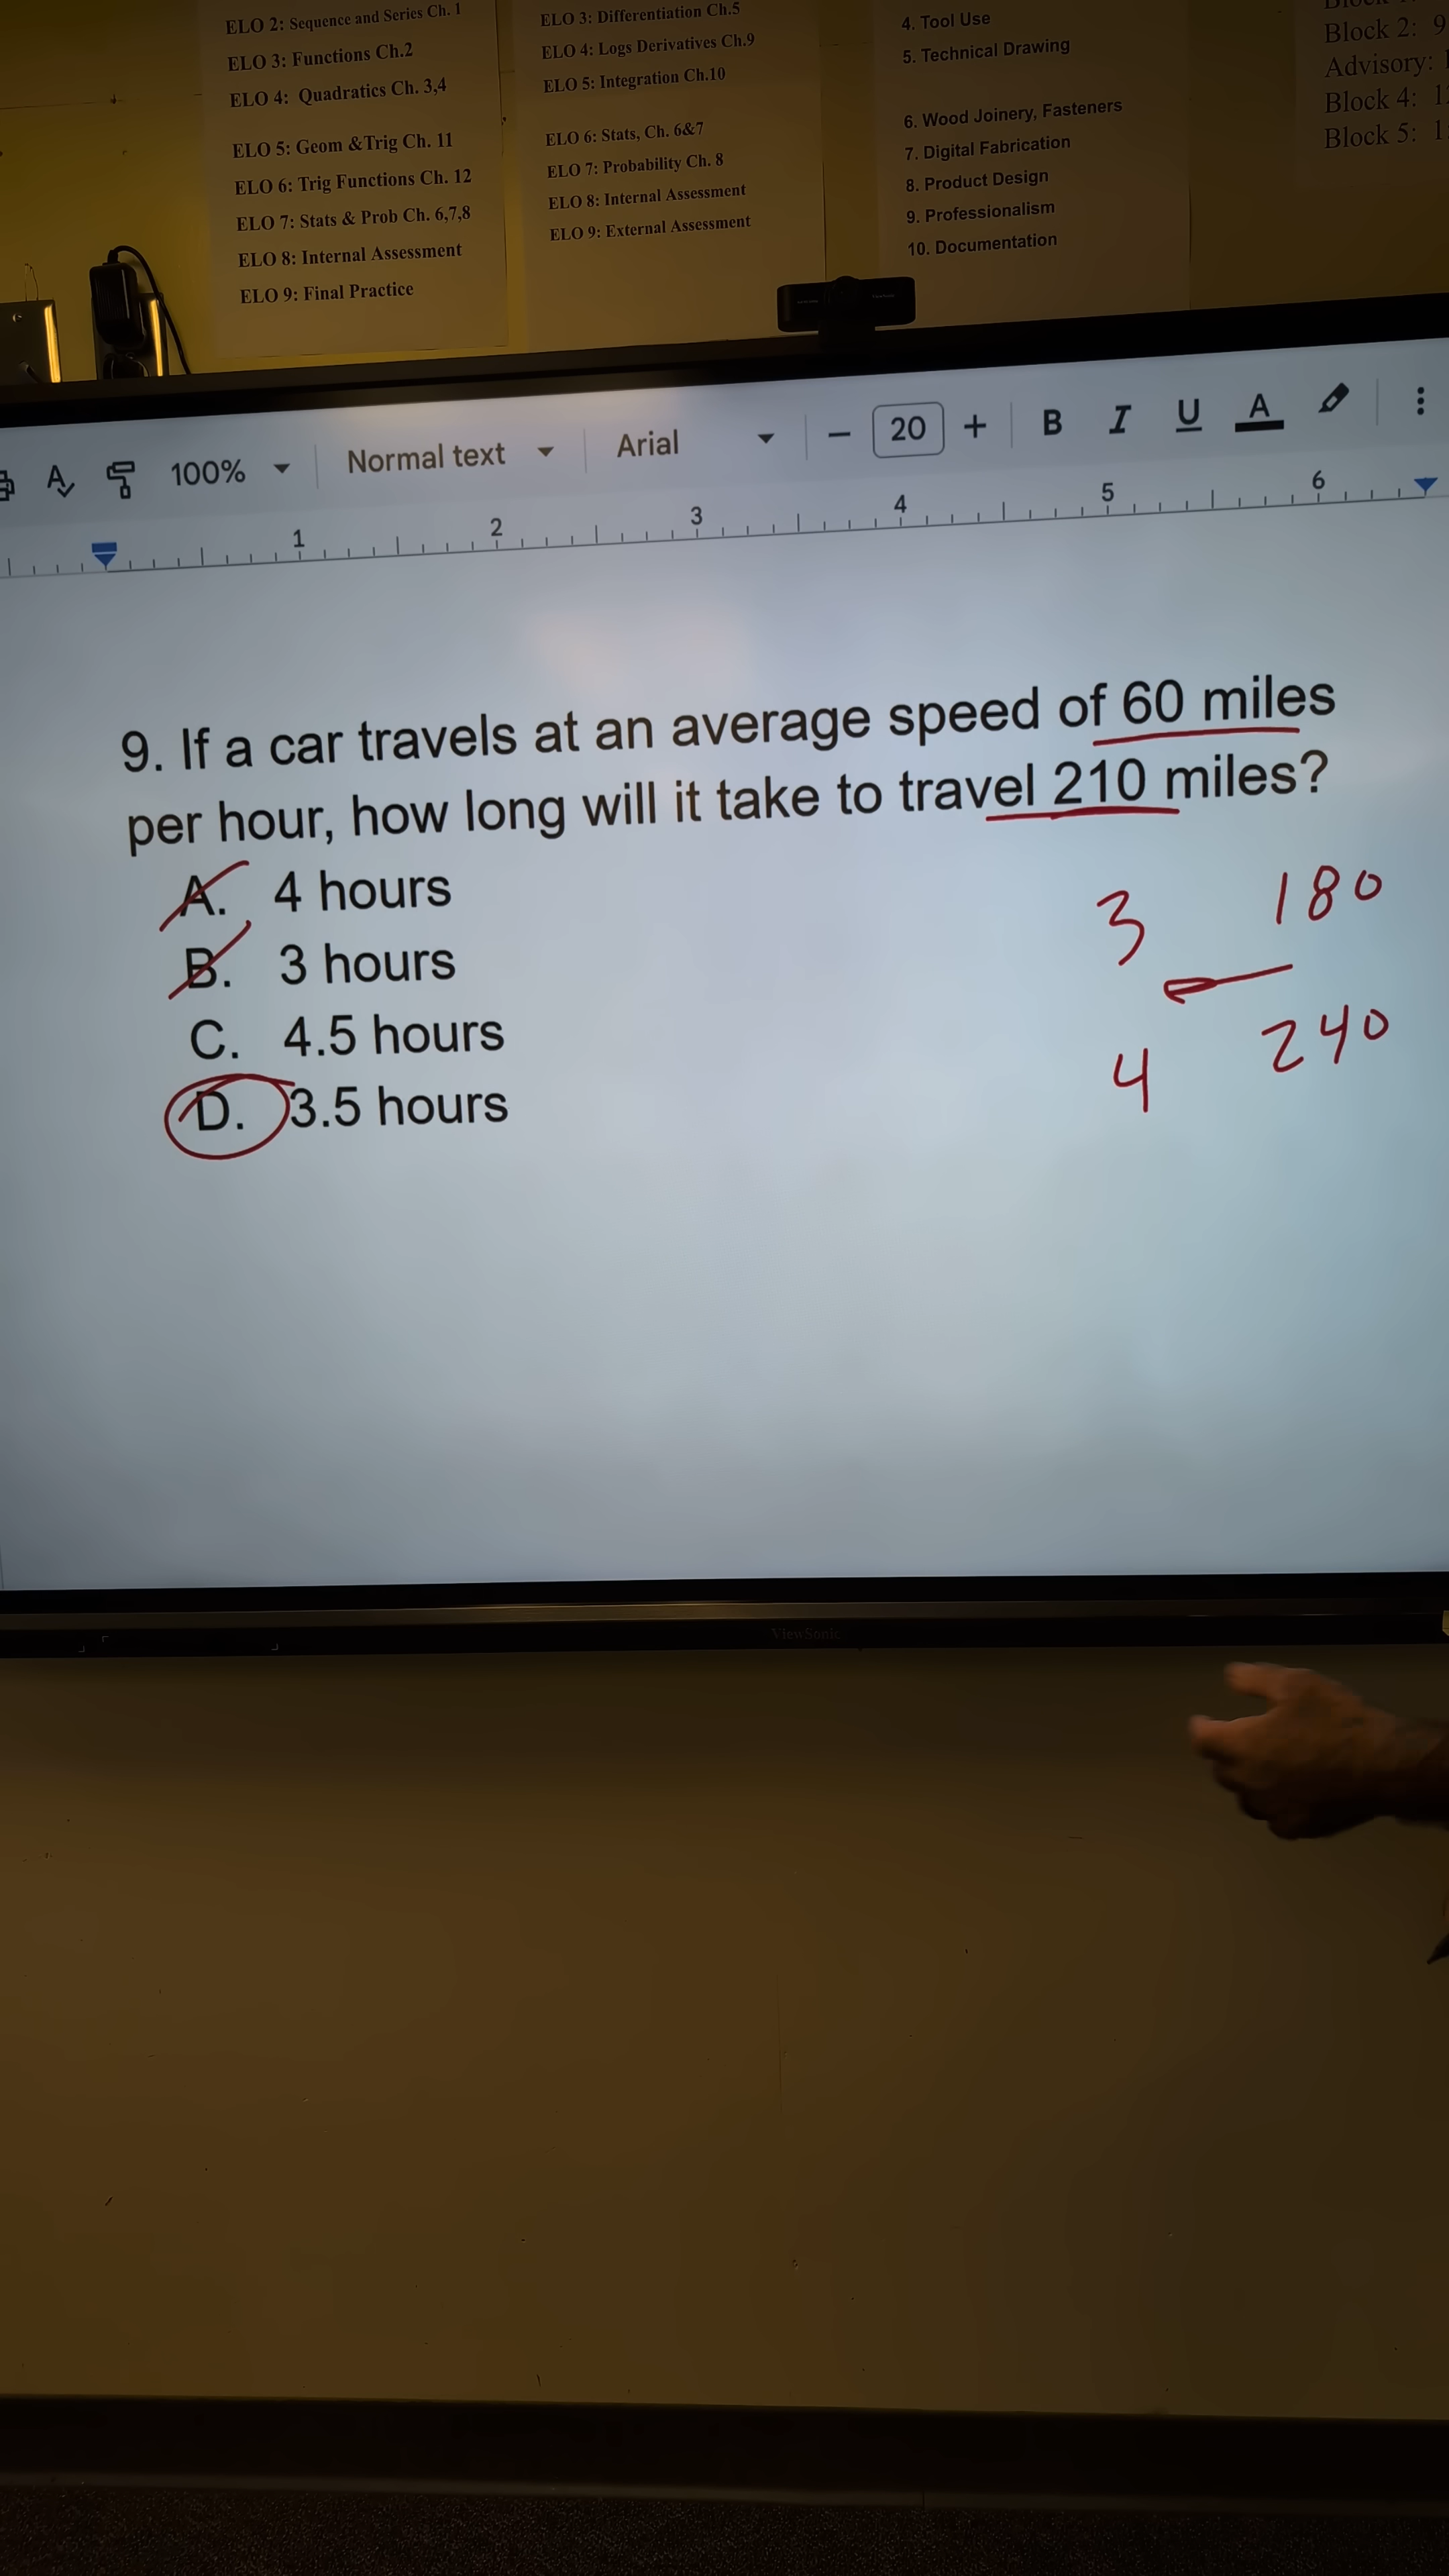 ELO 2: Sequence and Series Ch. 1
ELO 3: Functions Ch.2
ELO 4: Quadratics Ch. 3,4
ELO 5: Geom &Trig Ch. 11
ELO 6: Trig Functions Ch. 12
ELO 7: Stats & Prob Ch. 6,7,8
ELO 8: Internal Assessment
ELO 9: Final Practice
ELO 3: Differentiation Ch.5
ELO 4: Logs Derivatives Ch.9
ELO 5: Integration Ch.10
ELO 6: Stats, Ch. 6&7
ELO 7: Probability Ch. 8
ELO 8: Internal Assessment
ELO 9: External Assessment
4. Tool Use
5. Technical Drawing
6. Wood Joinery, Fasteners
7. Digital Fabrication
8. Product Design
9. Professionalism
10. Documentation
Block 2: 9
Advisory:
Block 4: 1
Block 5: 1
100% Normal text Arial − 20 + B I U A
1 2 3 4 5 6
9. If a car travels at an average speed of 60 miles
per hour, how long will it take to travel 210 miles?
A. 4 hours
B. 3 hours
C. 4.5 hours
D. 3.5 hours
3 180
4 240
ViewSonic